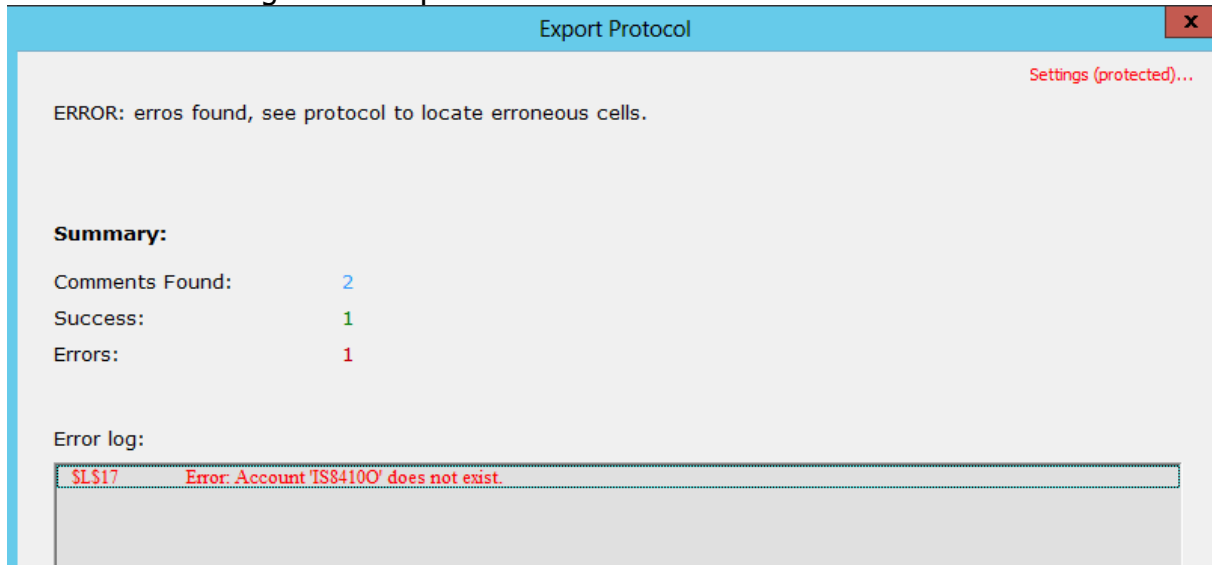 Export Protocol
x
Settings (protected)...
ERROR: erros found, see protocol to locate erroneous cells.
Summary:
Comments Found: 2
Success: 1
Errors: 1
Error log:
$L$17 Error: Account 'IS8410O' does not exist.